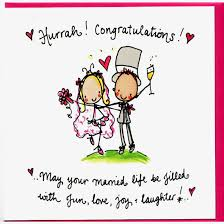 Hurrah! Congratulations!
..May your married life be filled
with fun, love, joy & laughter!...